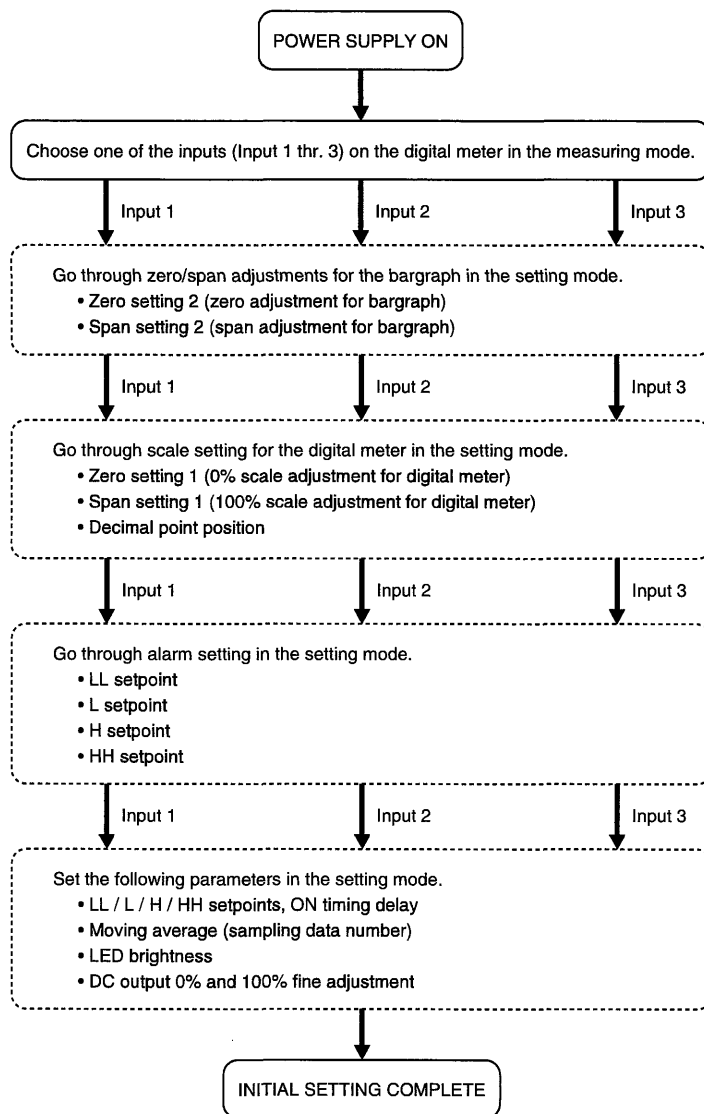 POWER SUPPLY ON
Choose one of the inputs (Input 1 thr. 3) on the digital meter in the measuring mode.
Input 1 Input 2 Input 3
Go through zero/span adjustments for the bargraph in the setting mode.
• Zero setting 2 (zero adjustment for bargraph)
• Span setting 2 (span adjustment for bargraph)
Input 1 Input 2 Input 3
Go through scale setting for the digital meter in the setting mode.
• Zero setting 1 (0% scale adjustment for digital meter)
• Span setting 1 (100% scale adjustment for digital meter)
• Decimal point position
Input 1 Input 2 Input 3
Go through alarm setting in the setting mode.
• LL setpoint
• L setpoint
• H setpoint
• HH setpoint
Input 1 Input 2 Input 3
Set the following parameters in the setting mode.
• LL / L / H / HH setpoints, ON timing delay
• Moving average (sampling data number)
• LED brightness
• DC output 0% and 100% fine adjustment
INITIAL SETTING COMPLETE